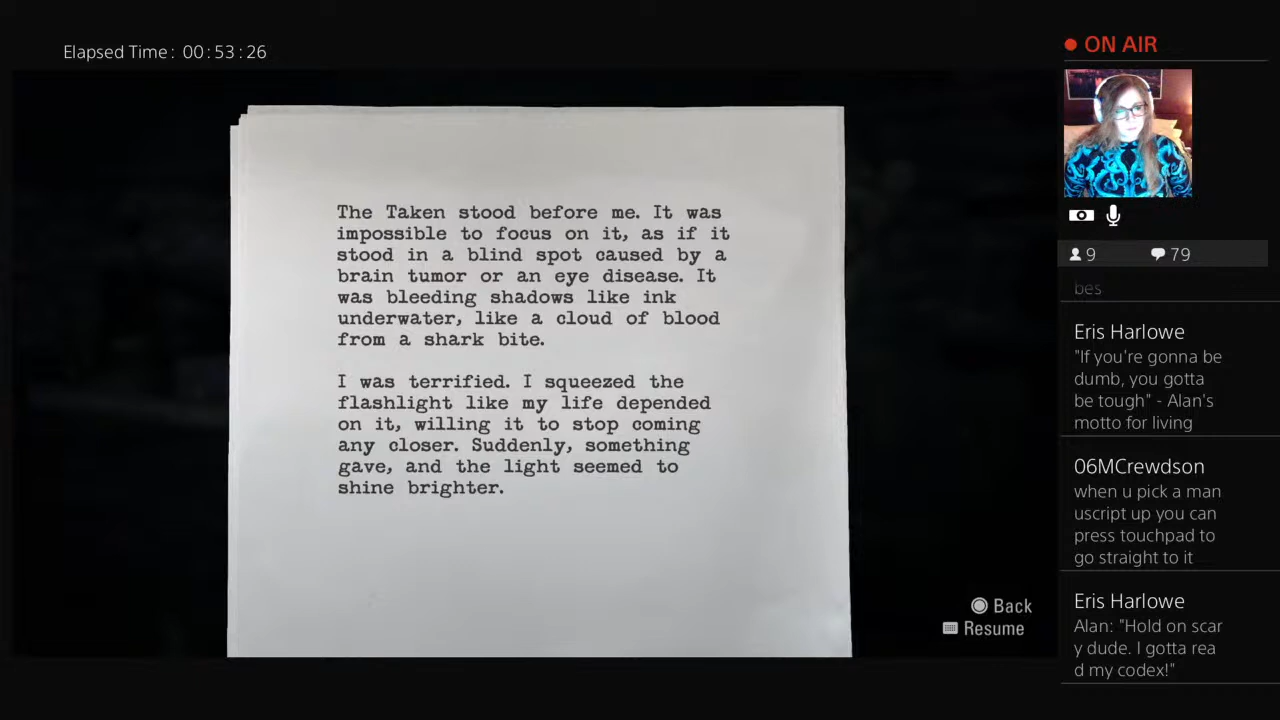 Elapsed Time: 00:53:26
ON AIR
The Taken stood before me. It was
impossible to focus on it, as if it
stood in a blind spot caused by a
brain tumor or an eye disease. It
was bleeding shadows like ink
underwater, like a cloud of blood
from a shark bite.
I was terrified. I squeezed the
flashlight like my life depended
on it, willing it to stop coming
any closer. Suddenly, something
gave, and the light seemed to
shine brighter.
Back
Resume
9
79
bes
Eris Harlowe
"If you're gonna be
dumb, you gotta
be tough" - Alan's
motto for living
06MCrewdson
when u pick a man
uscript up you can
press touchpad to
go straight to it
Eris Harlowe
Alan: "Hold on scar
y dude. I gotta rea
d my codex!"